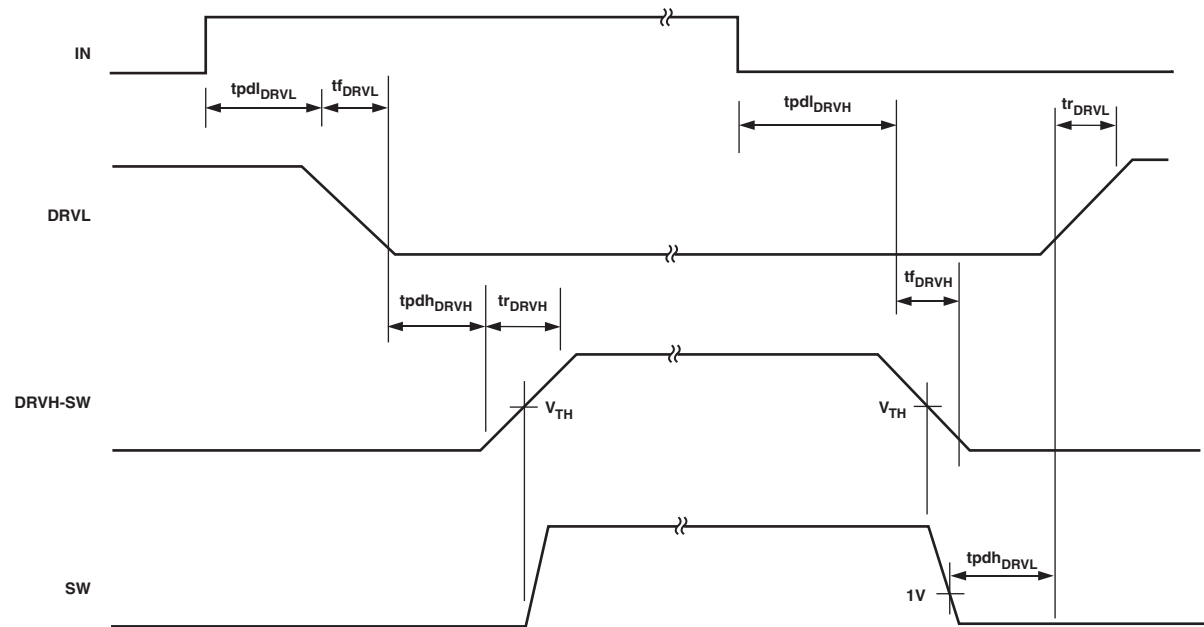 IN
tpdlDRVL
tfDRVL
tpdlDRVH
trDRVL
DRVL
tpdhDRVH
trDRVH
tfDRVH
DRVH-SW
VTH
VTH
SW
1V
tpdhDRVL